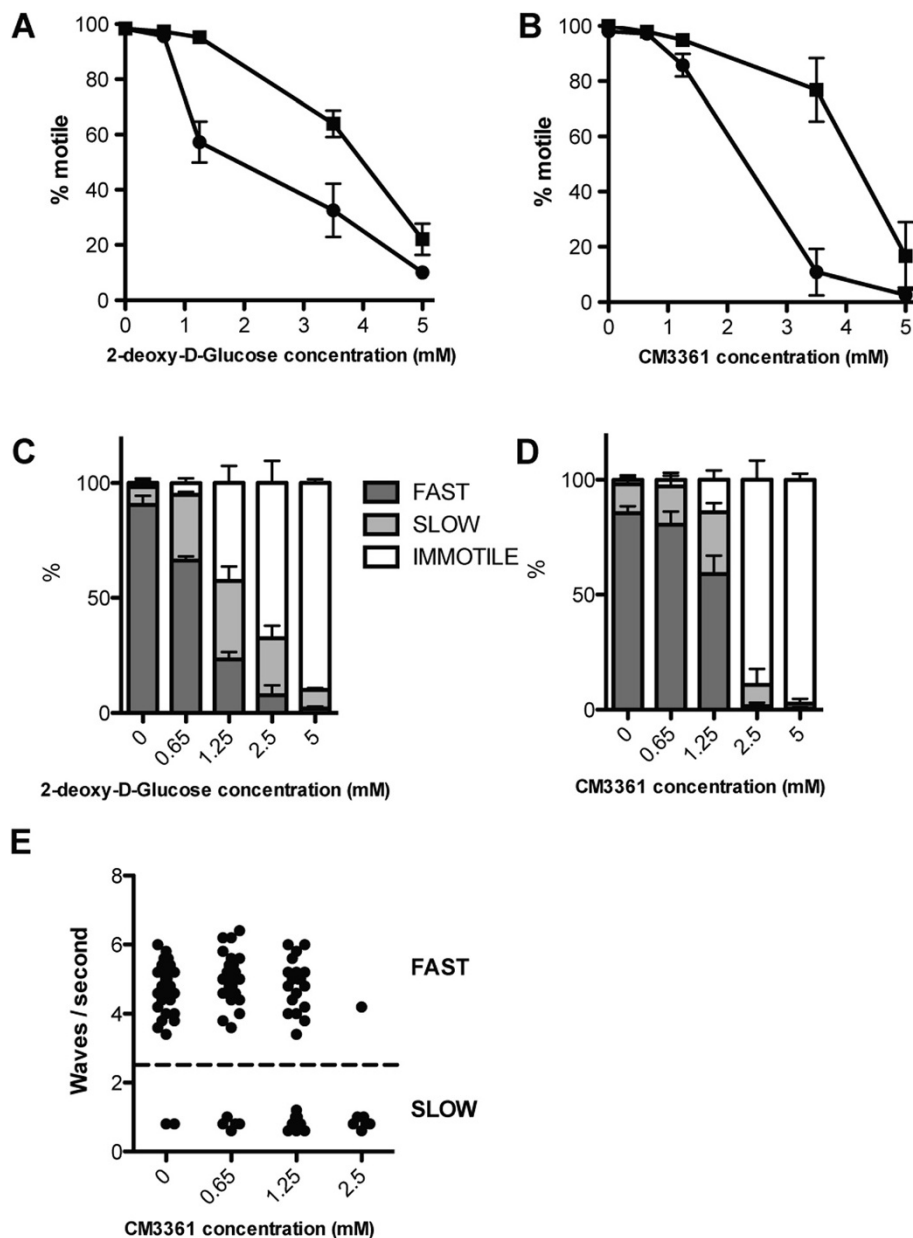 A
100
80
60
40
20
0
% motile
0 1 2 3 4 5
2-deoxy-D-Glucose concentration (mM)
B
100
80
60
40
20
0
% motile
0 1 2 3 4 5
CM3361 concentration (mM)
C
100
50
0
%
0 0.65 1.25 2.5 5
2-deoxy-D-Glucose concentration (mM)
FAST
SLOW
IMMOTILE
D
100
50
0
%
0 0.65 1.25 2.5 5
CM3361 concentration (mM)
E
8
6
4
2
0
Waves / second
FAST
SLOW
0 0.65 1.25 2.5
CM3361 concentration (mM)